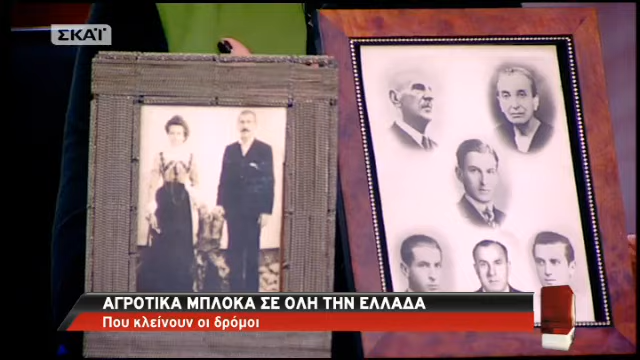 ΣΚΑΪ
ΑΓΡΟΤΙΚΑ ΜΠΛΟΚΑ ΣΕ ΟΛΗ ΤΗΝ ΕΛΛΑΔΑ
Που κλείνουν οι δρόμοι